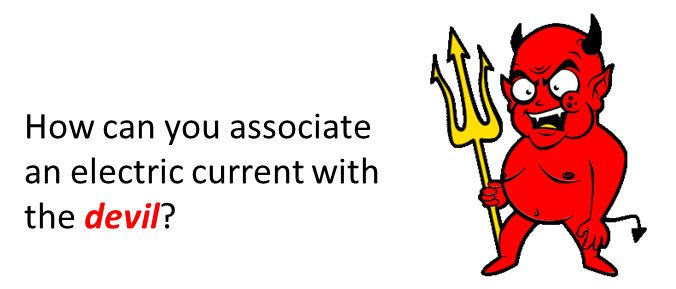 How can you associate
an electric current with
the devil?